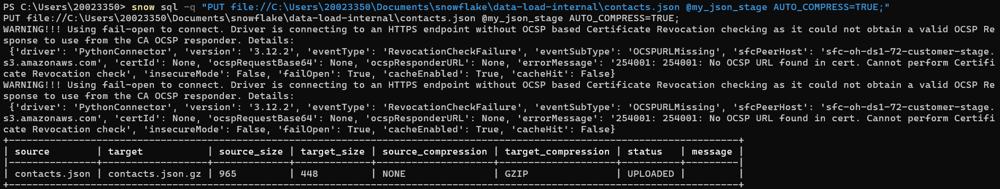 PS C:\Users\20023350> snow sql -q "PUT file://C:\Users\20023350\Documents\snowflake\data-load-internal\contacts.json @my_json_stage AUTO_COMPRESS=TRUE;"
PUT file://C:\Users\20023350\Documents\snowflake\data-load-internal\contacts.json @my_json_stage AUTO_COMPRESS=TRUE;
WARNING!!! Using fail-open to connect. Driver is connecting to an HTTPS endpoint without OCSP based Certificate Revocation checking as it could not obtain a valid OCSP Re
sponse to use from the CA OCSP responder. Details:
 {'driver': 'PythonConnector', 'version': '3.12.2', 'eventType': 'RevocationCheckFailure', 'eventSubType': 'OCSPURLMissing', 'sfcPeerHost': 'sfc-oh-ds1-72-customer-stage.
s3.amazonaws.com', 'certId': None, 'ocspRequestBase64': None, 'ocspResponderURL': None, 'errorMessage': '254001: 254001: No OCSP URL found in cert. Cannot perform Certifi
cate Revocation check', 'insecureMode': False, 'failOpen': True, 'cacheEnabled': True, 'cacheHit': False}
WARNING!!! Using fail-open to connect. Driver is connecting to an HTTPS endpoint without OCSP based Certificate Revocation checking as it could not obtain a valid OCSP Re
sponse to use from the CA OCSP responder. Details:
 {'driver': 'PythonConnector', 'version': '3.12.2', 'eventType': 'RevocationCheckFailure', 'eventSubType': 'OCSPURLMissing', 'sfcPeerHost': 'sfc-oh-ds1-72-customer-stage.
s3.amazonaws.com', 'certId': None, 'ocspRequestBase64': None, 'ocspResponderURL': None, 'errorMessage': '254001: 254001: No OCSP URL found in cert. Cannot perform Certifi
cate Revocation check', 'insecureMode': False, 'failOpen': True, 'cacheEnabled': True, 'cacheHit': False}
| source | target | source_size | target_size | source_compression | target_compression | status | message |
| contacts.json | contacts.json.gz | 965 | 448 | NONE | GZIP | UPLOADED | |